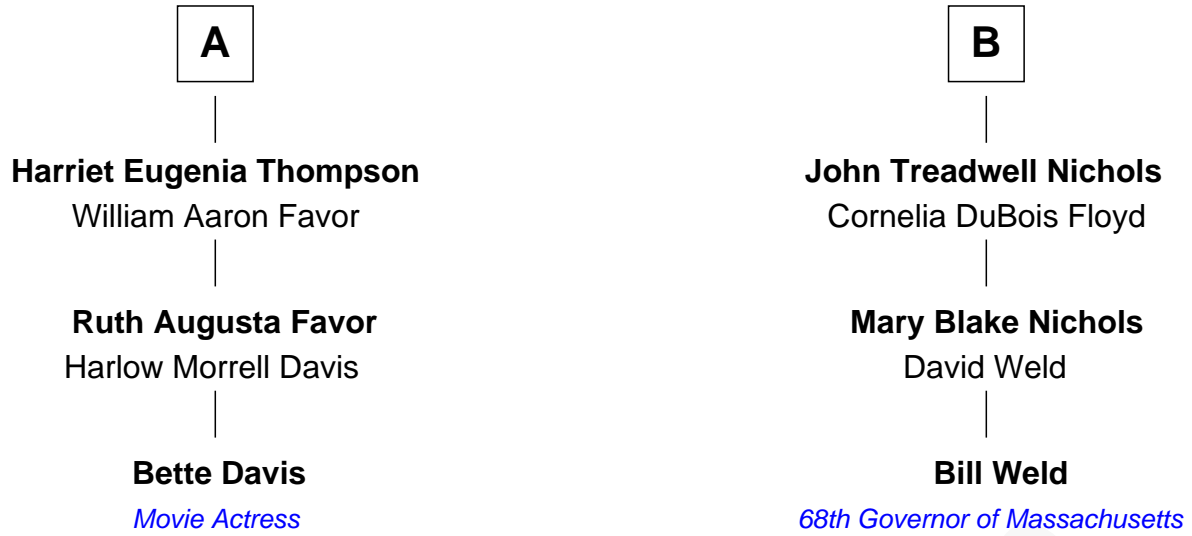 A
B
Harriet Eugenia Thompson
William Aaron Favor
John Treadwell Nichols
Cornelia DuBois Floyd
Ruth Augusta Favor
Harlow Morrell Davis
Mary Blake Nichols
David Weld
Bette Davis
Movie Actress
Bill Weld
68th Governor of Massachusetts